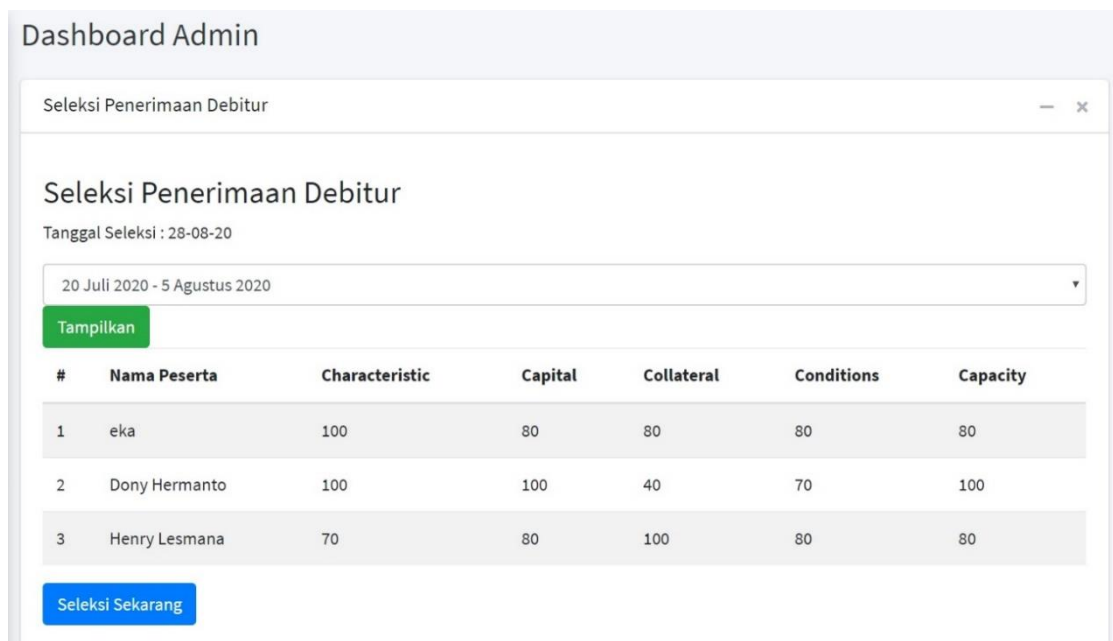 Dashboard Admin
Seleksi Penerimaan Debitur
Seleksi Penerimaan Debitur
Tanggal Seleksi : 28-08-20
20 Juli 2020 - 5 Agustus 2020
Tampilkan
# Nama Peserta Characteristic Capital Collateral Conditions Capacity
1 eka 100 80 80 80 80
2 Dony Hermanto 100 100 40 70 100
3 Henry Lesmana 70 80 100 80 80
Seleksi Sekarang